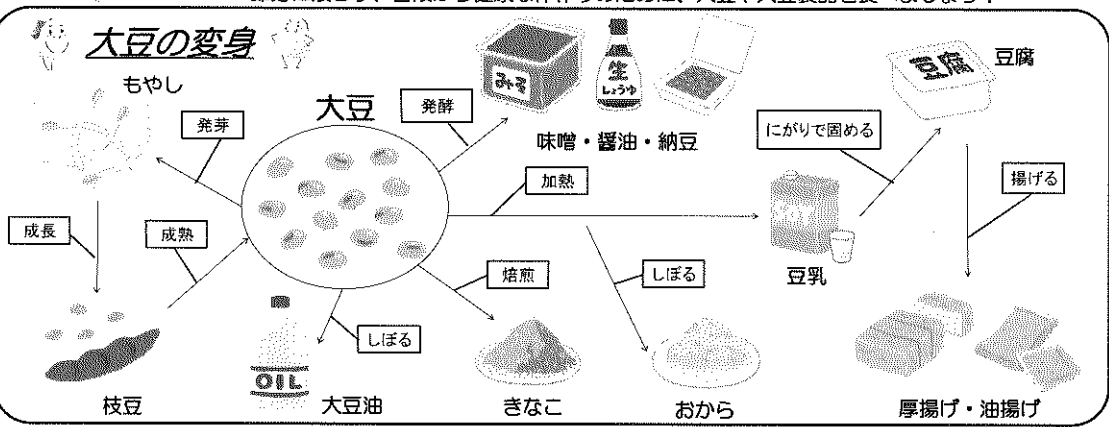 大豆の変身
もやし
発芽
大豆
発酵
みそ
生
しょうゆ
味噌・醤油・納豆
豆腐
豆腐
にがりで固める
加熱
揚げる
成長
成熟
SOY
豆乳
焙煎
しぼる
しぼる
OIL
枝豆
大豆油
きなこ
おから
厚揚げ・油揚げ